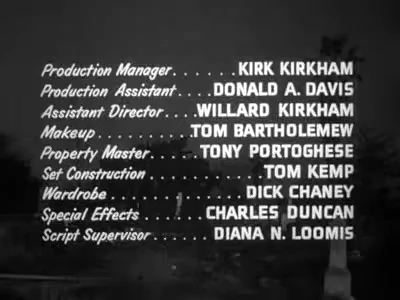 Production Manager......KIRK KIRKHAM
Production Assistant....DONALD A. DAVIS
Assistant Director....WILLARD KIRKHAM
Makeup.........TOM BARTHOLEMEW
Property Master.....TONY PORTOGHESE
Set Construction...........TOM KEMP
Wardrobe.............DICK CHANEY
Special Effects......CHARLES DUNCAN
Script Supervisor......DIANA N. LOOMIS